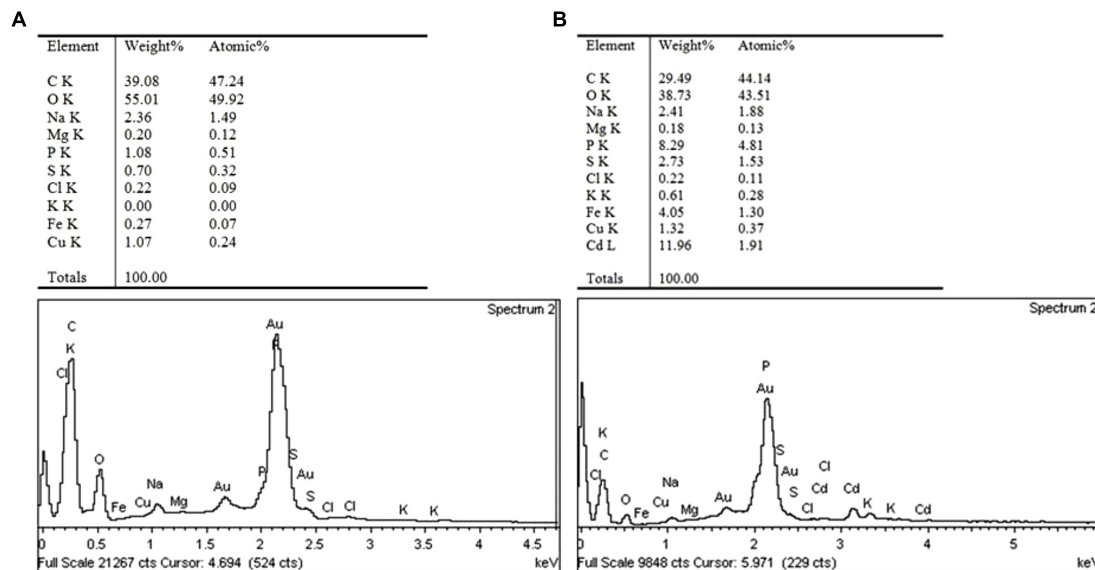 A
Element Weight% Atomic%
C K 39.08 47.24
O K 55.01 49.92
Na K 2.36 1.49
Mg K 0.20 0.12
P K 1.08 0.51
S K 0.70 0.32
Cl K 0.22 0.09
K K 0.00 0.00
Fe K 0.27 0.07
Cu K 1.07 0.24
Totals 100.00
Spectrum 2
C
K
Cl
O
Fe
Cu
Na
Mg
Au
Au
P
P
S
Au
S
Cl
Cl
K
K
0 0.5 1 1.5 2 2.5 3 3.5 4 4.5
Full Scale 21267 cts Cursor: 4.694 (524 cts) keV
B
Element Weight% Atomic%
C K 29.49 44.14
O K 38.73 43.51
Na K 2.41 1.88
Mg K 0.18 0.13
P K 8.29 4.81
S K 2.73 1.53
Cl K 0.22 0.11
K K 0.61 0.28
Fe K 4.05 1.30
Cu K 1.32 0.37
Cd L 11.96 1.91
Totals 100.00
Spectrum 2
K
C
Cl
O
Fe
Cu
Na
Mg
Au
P
Au
S
Au
S
Cl
Cl
Cd
Cd
K
K
Cd
0 1 2 3 4 5
Full Scale 9848 cts Cursor: 5.971 (229 cts) keV